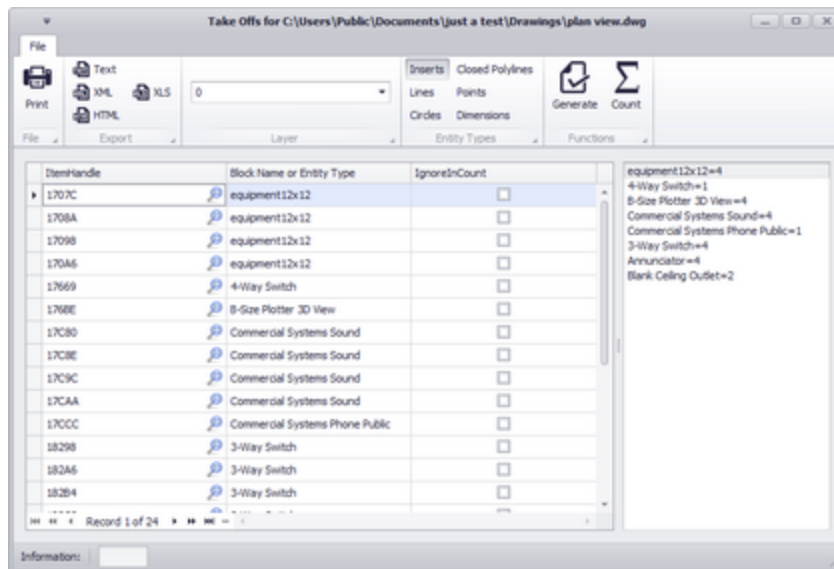 Take Offs for C:\Users\Public\Documents\just a test\Drawings\plan view.dwg
File
Print
Text
XML
XLS
HTML
0
Inserts Closed Polylines
Lines Points
Circles Dimensions
Generate Count
File Export Layer Entity Types Functions
ItemHandle Block Name or Entity Type IgnoreInCount
1707C equipment12x12
1708A equipment12x12
17098 equipment12x12
170A6 equipment12x12
17669 4-Way Switch
176BE B-Size Plotter 3D View
17C80 Commercial Systems Sound
17C8E Commercial Systems Sound
17C9C Commercial Systems Sound
17CAA Commercial Systems Sound
17CCC Commercial Systems Phone Public
18298 3-Way Switch
182A6 3-Way Switch
182B4 3-Way Switch
Record 1 of 24
equipment12x12=4
4-Way Switch=1
B-Size Plotter 3D View=4
Commercial Systems Sound=4
Commercial Systems Phone Public=1
3-Way Switch=4
Annunciator=4
Blank Ceiling Outlet=2
Information: